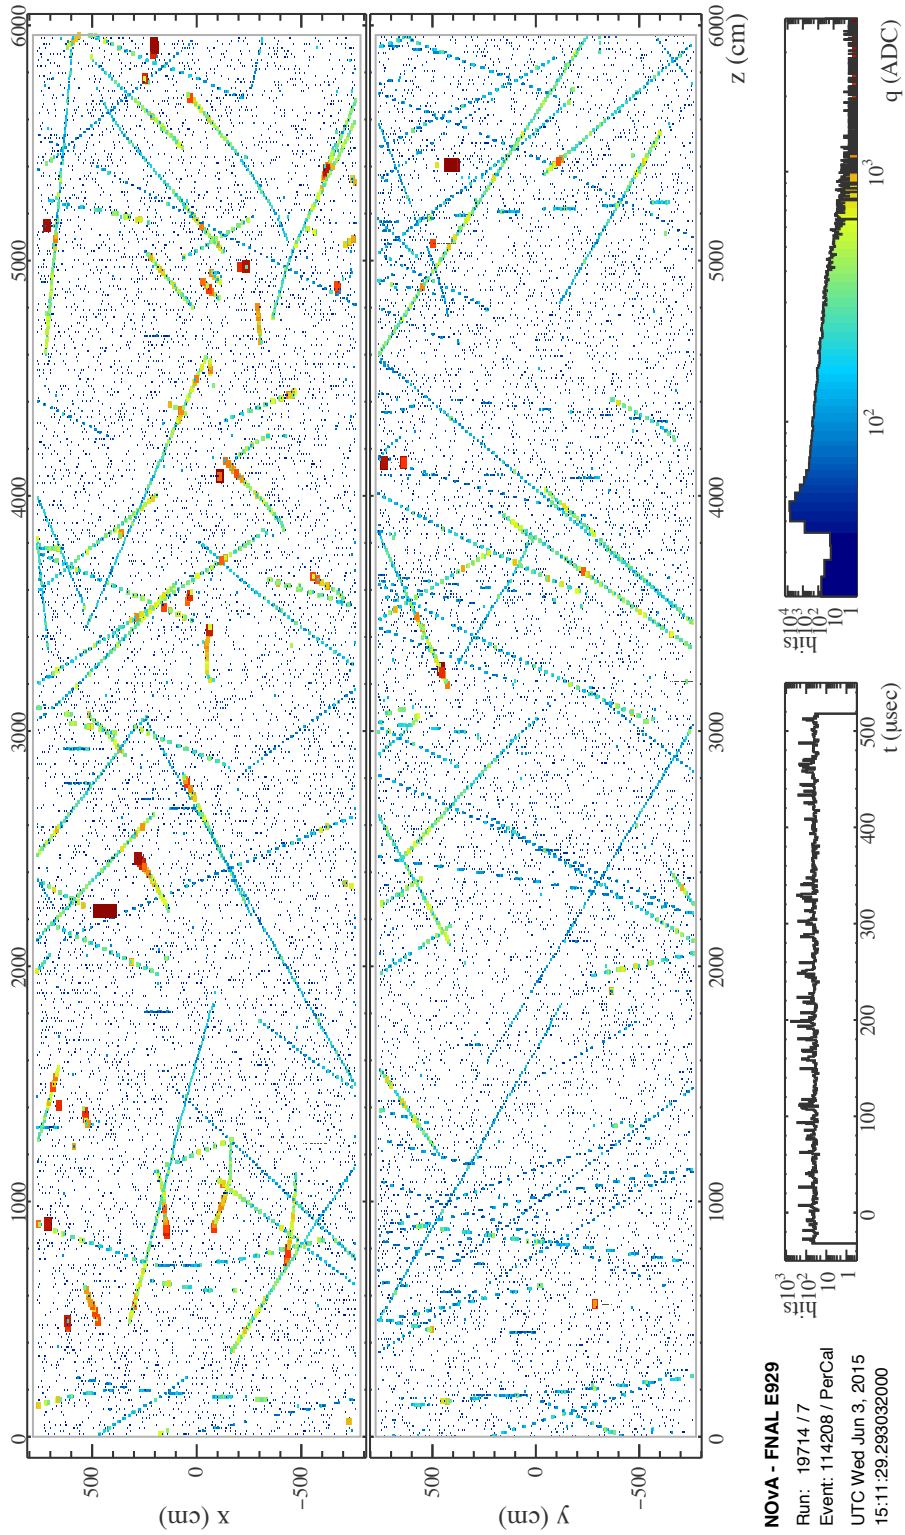 x (cm)
500
0
−500
0
1000
2000
3000
4000
5000
6000
y (cm)
500
0
−500
z (cm)
NOvA - FNAL E929
Run: 19714 / 7
Event: 1114208 / PerCal
UTC Wed Jun 3, 2015
15:11:29.293032000
hits
10³
10²
10
1
0
100
200
300
400
500
t (μsec)
hits
10⁴
10³
10²
10
1
10²
10³
q (ADC)